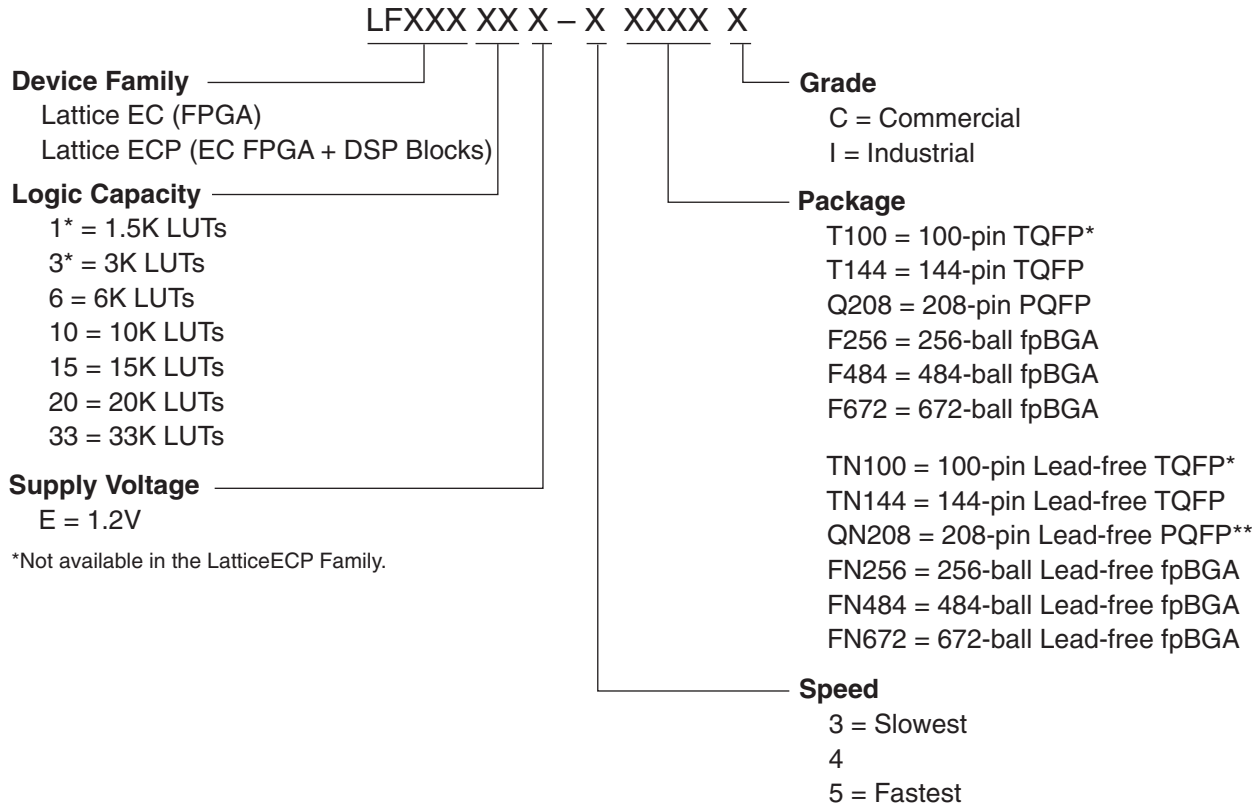 LFXXX XX X – X XXXX X
Device Family
Lattice EC (FPGA)
Lattice ECP (EC FPGA + DSP Blocks)
Logic Capacity
1* = 1.5K LUTs
3* = 3K LUTs
6 = 6K LUTs
10 = 10K LUTs
15 = 15K LUTs
20 = 20K LUTs
33 = 33K LUTs
Supply Voltage
E = 1.2V
*Not available in the LatticeECP Family.
Grade
C = Commercial
I = Industrial
Package
T100 = 100-pin TQFP*
T144 = 144-pin TQFP
Q208 = 208-pin PQFP
F256 = 256-ball fpBGA
F484 = 484-ball fpBGA
F672 = 672-ball fpBGA
TN100 = 100-pin Lead-free TQFP*
TN144 = 144-pin Lead-free TQFP
QN208 = 208-pin Lead-free PQFP**
FN256 = 256-ball Lead-free fpBGA
FN484 = 484-ball Lead-free fpBGA
FN672 = 672-ball Lead-free fpBGA
Speed
3 = Slowest
4
5 = Fastest